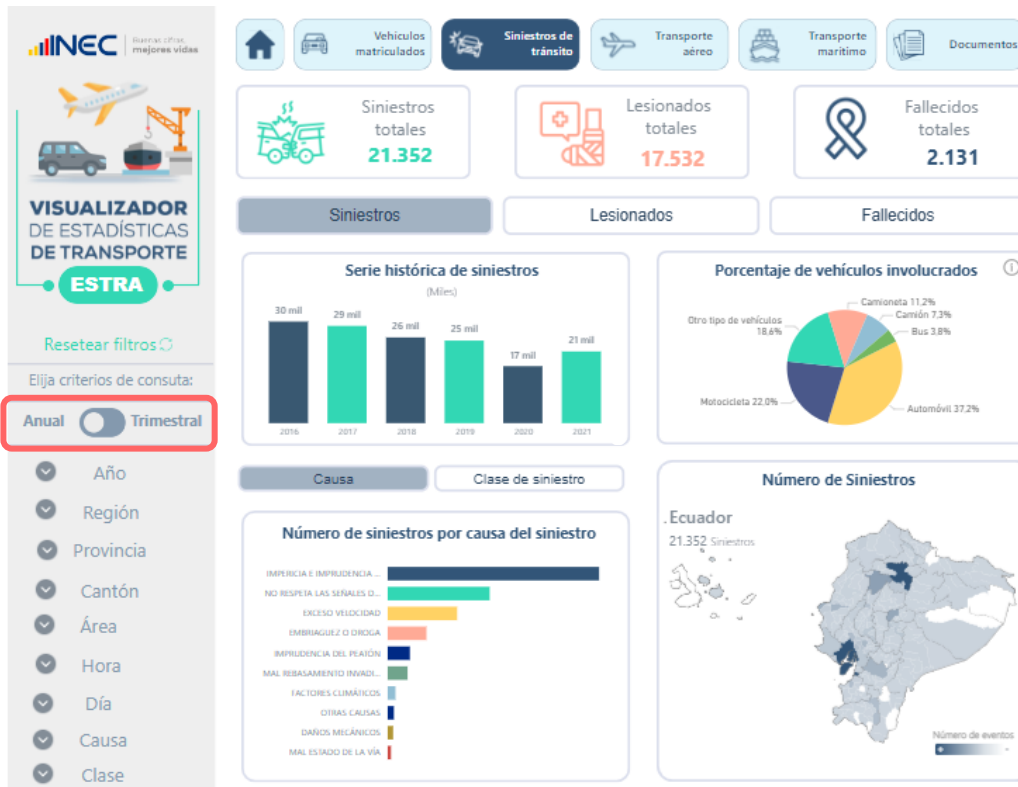 INEC
Buenas cifras,
mejores vidas
VISUALIZADOR
DE ESTADÍSTICAS
DE TRANSPORTE
ESTRA
Resetear filtros
Elija criterios de consuta:
Anual
Trimestral
Año
Región
Provincia
Cantón
Área
Hora
Día
Causa
Clase
Vehículos
matriculados
Siniestros de
tránsito
Transporte
aéreo
Transporte
marítimo
Documentos
Siniestros
totales
21.352
Lesionados
totales
17.532
Fallecidos
totales
2.131
Siniestros
Lesionados
Fallecidos
Serie histórica de siniestros
(Miles)
30 mil
29 mil
26 mil
25 mil
17 mil
21 mil
2016
2017
2018
2019
2020
2021
Porcentaje de vehículos involucrados
Camioneta 11,2%
Camión 7,3%
Bus 3,8%
Otro tipo de vehículos
18,6%
Motocicleta 22,0%
Automóvil 37,2%
Causa
Clase de siniestro
Número de siniestros por causa del siniestro
IMPERICIA E IMPRUDENCIA ...
NO RESPETA LAS SEÑALES D...
EXCESO VELOCIDAD
EMBRIAGUEZ O DROGA
IMPRUDENCIA DEL PEATÓN
MAL REBASAMIENTO INVADI...
FACTORES CLIMÁTICOS
OTRAS CAUSAS
DAÑOS MECÁNICOS
MAL ESTADO DE LA VÍA
Número de Siniestros
.Ecuador
21.352 Siniestros
Número de eventos